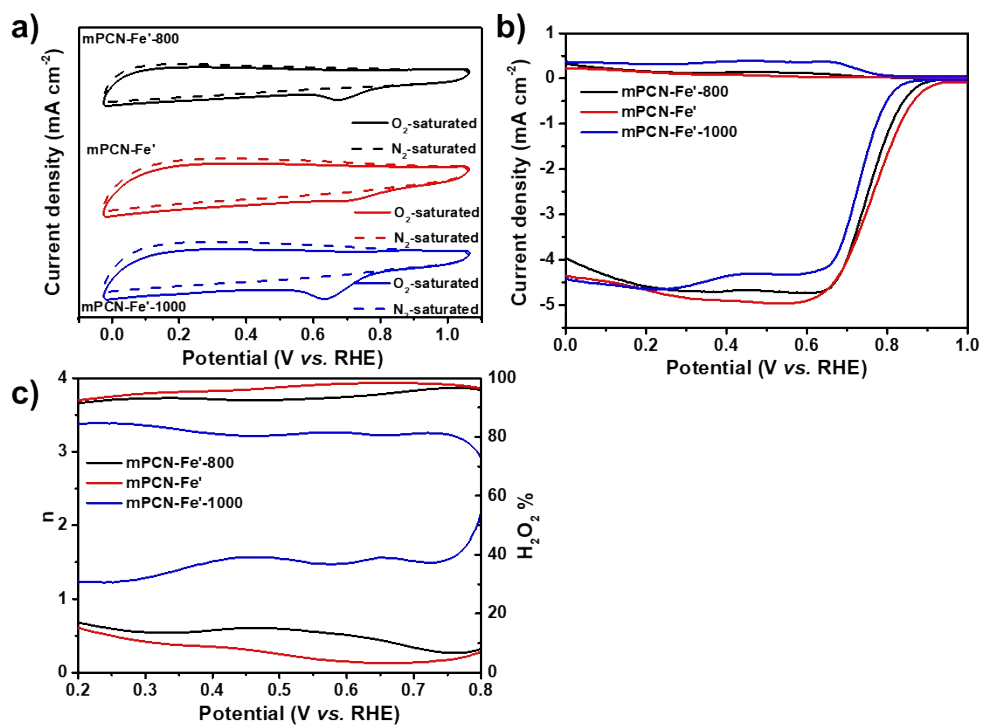 a)
mPCN-Fe'-800
O2-saturated
N2-saturated
mPCN-Fe'
O2-saturated
N2-saturated
O2-saturated
mPCN-Fe'-1000
N2-saturated
Current density (mA cm-2)
0.0 0.2 0.4 0.6 0.8 1.0
Potential (V vs. RHE)
b)
1
0
-1
-2
-3
-4
-5
mPCN-Fe'-800
mPCN-Fe'
mPCN-Fe'-1000
Current density (mA cm-2)
0.0 0.2 0.4 0.6 0.8 1.0
Potential (V vs. RHE)
c)
4
3
2
1
0
n
mPCN-Fe'-800
mPCN-Fe'
mPCN-Fe'-1000
100
80
60
40
20
0
H2O2 %
0.2 0.3 0.4 0.5 0.6 0.7 0.8
Potential (V vs. RHE)